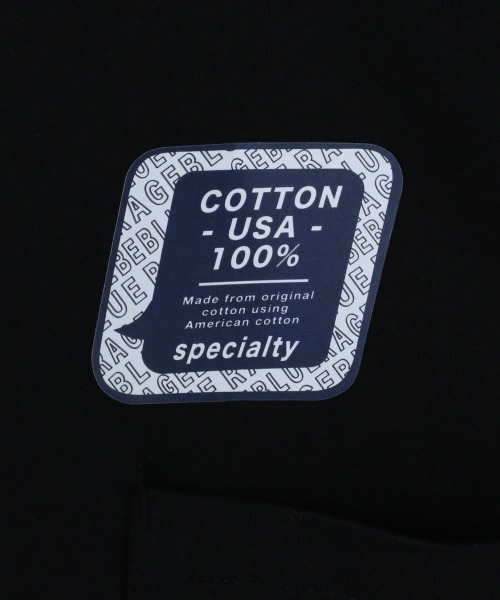 COTTON
- USA -
100%
Made from original
cotton using
American cotton
specialty